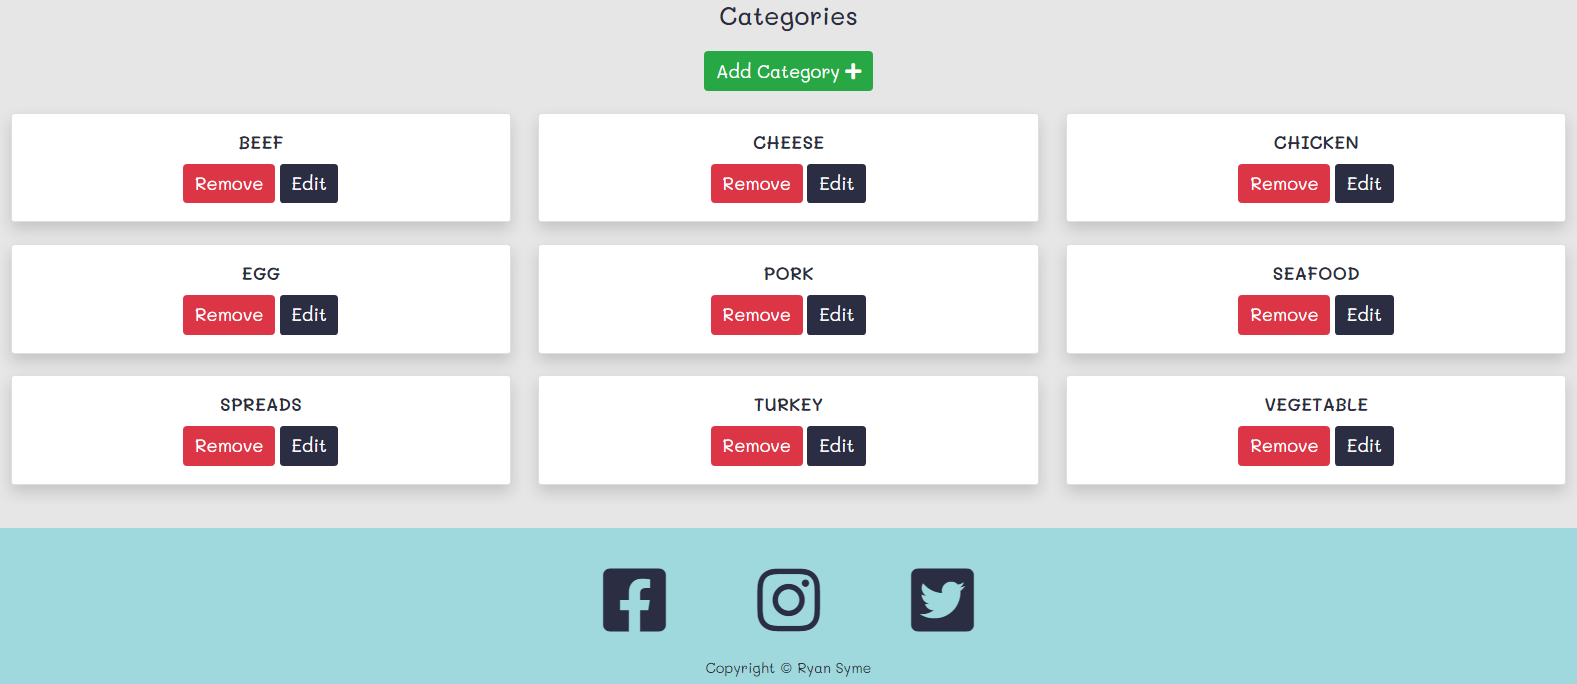 Categories
Add Category
BEEF CHEESE CHICKEN
Remove Edit Remove Edit Remove Edit
EGG PORK SEAFOOD
Remove Edit Remove Edit Remove Edit
SPREADS TURKEY VEGETABLE
Remove Edit Remove Edit Remove Edit
Copyright © Ryan Syme